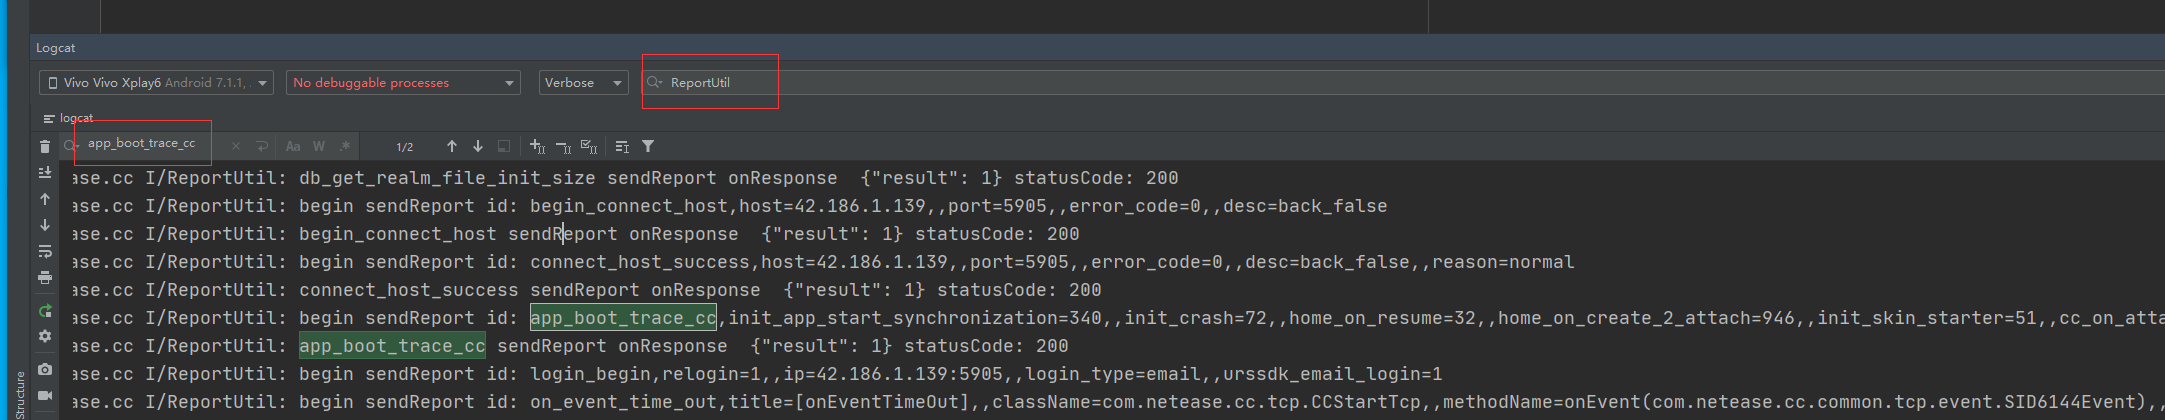 Logcat
Vivo Vivo Xplay6 Android 7.1.1, No debuggable processes Verbose ReportUtil
logcat
app_boot_trace_cc Aa W .* 1/2
ase.cc I/ReportUtil: db_get_realm_file_init_size sendReport onResponse  {"result": 1} statusCode: 200
ase.cc I/ReportUtil: begin sendReport id: begin_connect_host,host=42.186.1.139,,port=5905,,error_code=0,,desc=back_false
ase.cc I/ReportUtil: begin_connect_host sendReport onResponse  {"result": 1} statusCode: 200
ase.cc I/ReportUtil: begin sendReport id: connect_host_success,host=42.186.1.139,,port=5905,,error_code=0,,desc=back_false,,reason=normal
ase.cc I/ReportUtil: connect_host_success sendReport onResponse  {"result": 1} statusCode: 200
ase.cc I/ReportUtil: begin sendReport id: app_boot_trace_cc,init_app_start_synchronization=340,,init_crash=72,,home_on_resume=32,,home_on_create_2_attach=946,,init_skin_starter=51,,cc_on_atta
ase.cc I/ReportUtil: app_boot_trace_cc sendReport onResponse  {"result": 1} statusCode: 200
ase.cc I/ReportUtil: begin sendReport id: login_begin,relogin=1,,ip=42.186.1.139:5905,,login_type=email,,urssdk_email_login=1
ase.cc I/ReportUtil: begin sendReport id: on_event_time_out,title=[onEventTimeOut],,className=com.netease.cc.tcp.CCStartTcp,,methodName=onEvent(com.netease.cc.common.tcp.event.SID6144Event),,
Structure